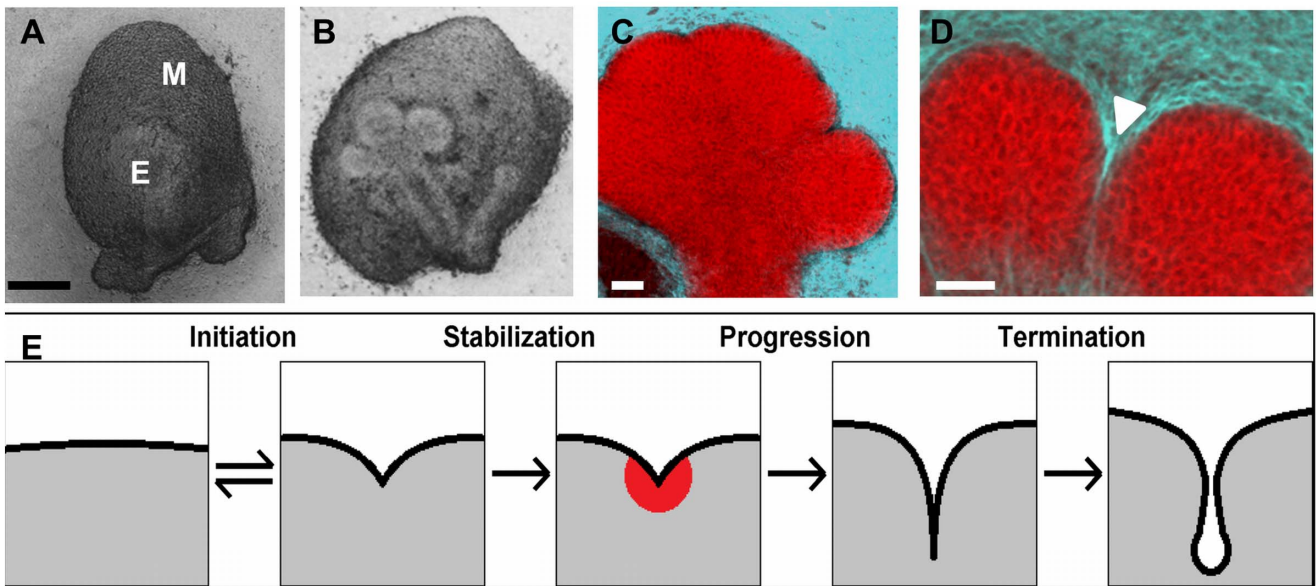 A
M
E
B
C
D
E
Initiation
Stabilization
Progression
Termination